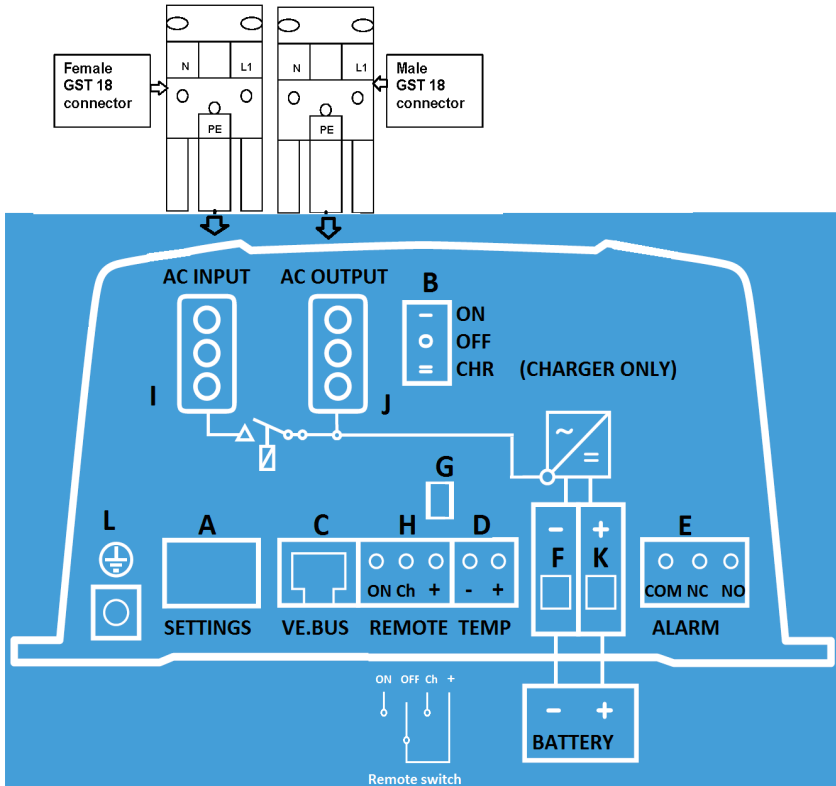 Female
GST 18
connector
N L1
PE
N L1
PE
Male
GST 18
connector
AC INPUT AC OUTPUT B
ON
OFF
CHR (CHARGER ONLY)
I J
G
L A C H D E
- +
F K
ON Ch + - + COM NC NO
SETTINGS VE.BUS REMOTE TEMP ALARM
ON OFF Ch +
- +
BATTERY
Remote switch